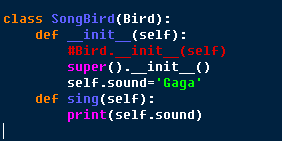 class SongBird(Bird):
    def __init__(self):
        #Bird.__init__(self)
        super().__init__()
        self.sound='Gaga'
    def sing(self):
        print(self.sound)